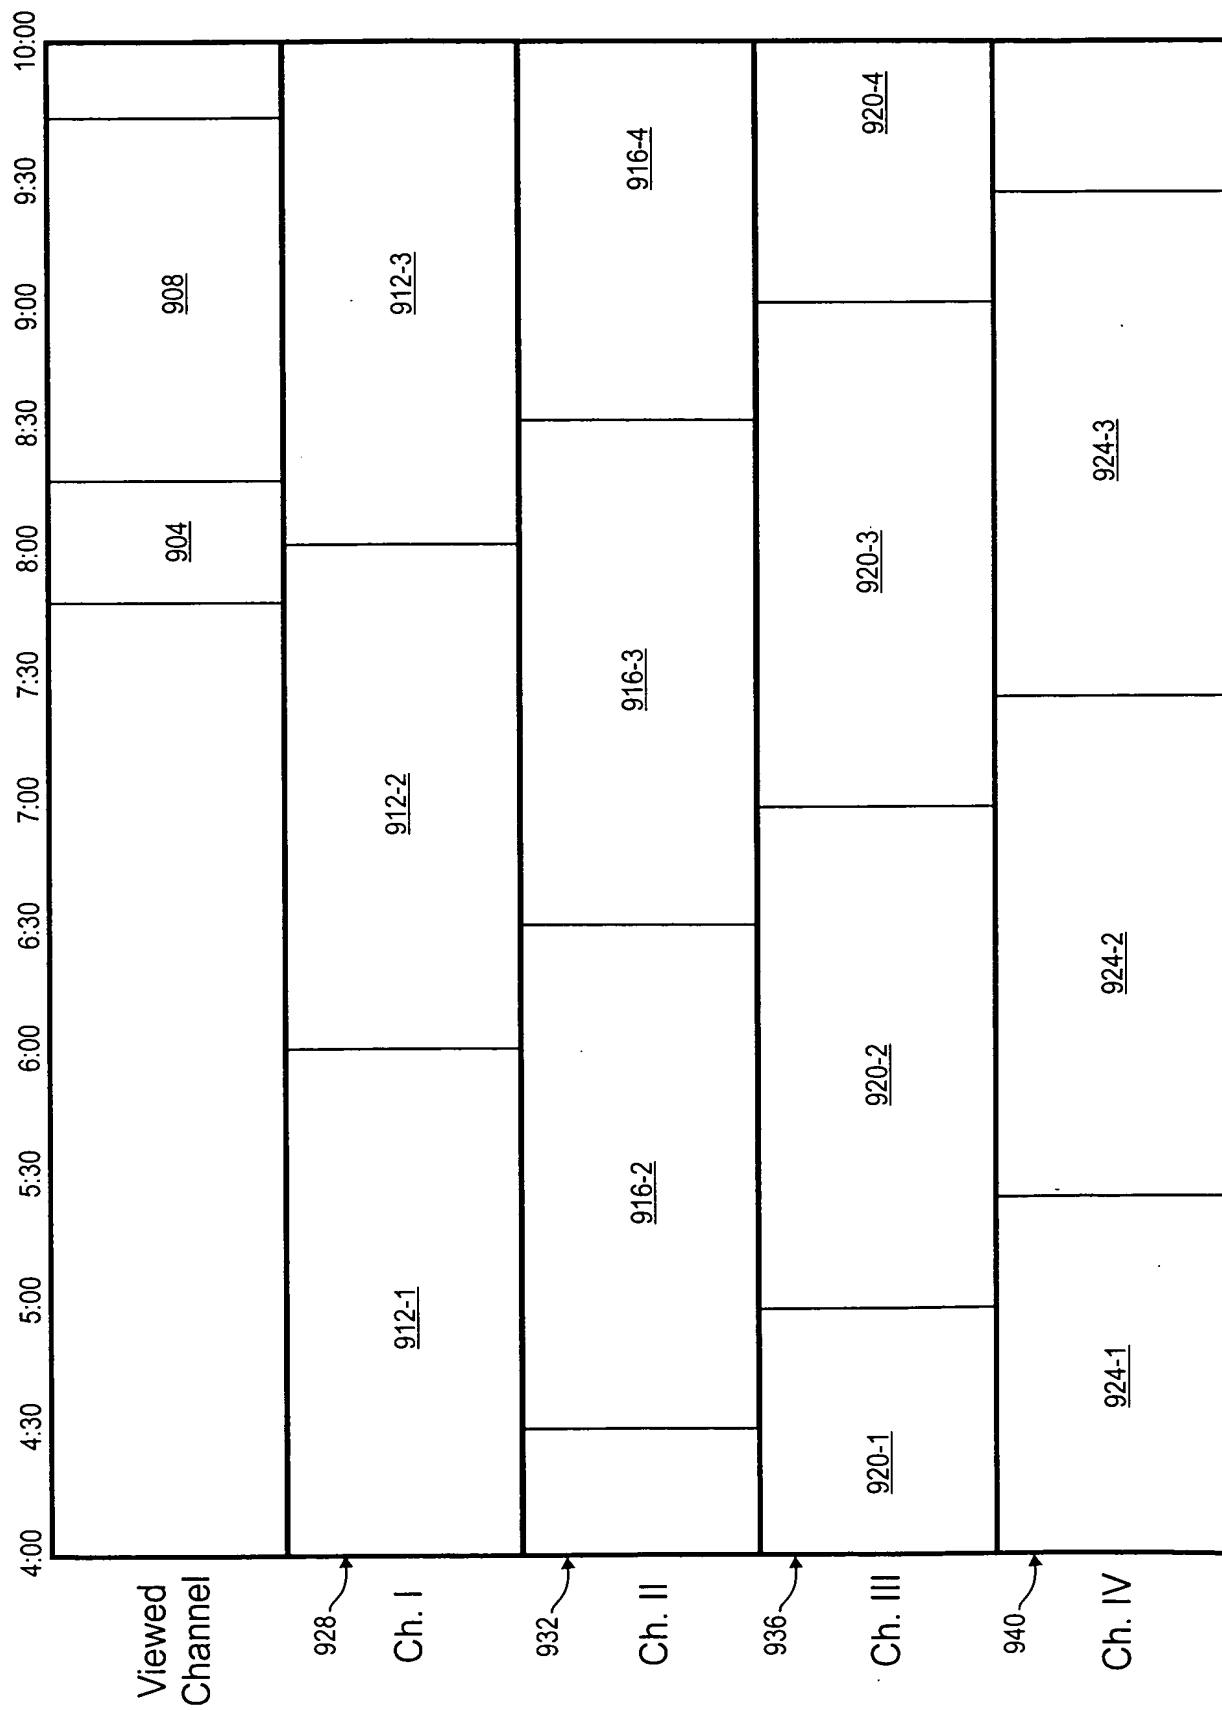 4:00 4:30 5:00 5:30 6:00 6:30 7:00 7:30 8:00 8:30 9:00 9:30 10:00
Viewed
Channel
904 908
928
Ch. I
912-1 912-2 912-3
932
Ch. II
916-2 916-3 916-4
936
Ch. III
920-1 920-2 920-3 920-4
940
Ch. IV
924-1 924-2 924-3